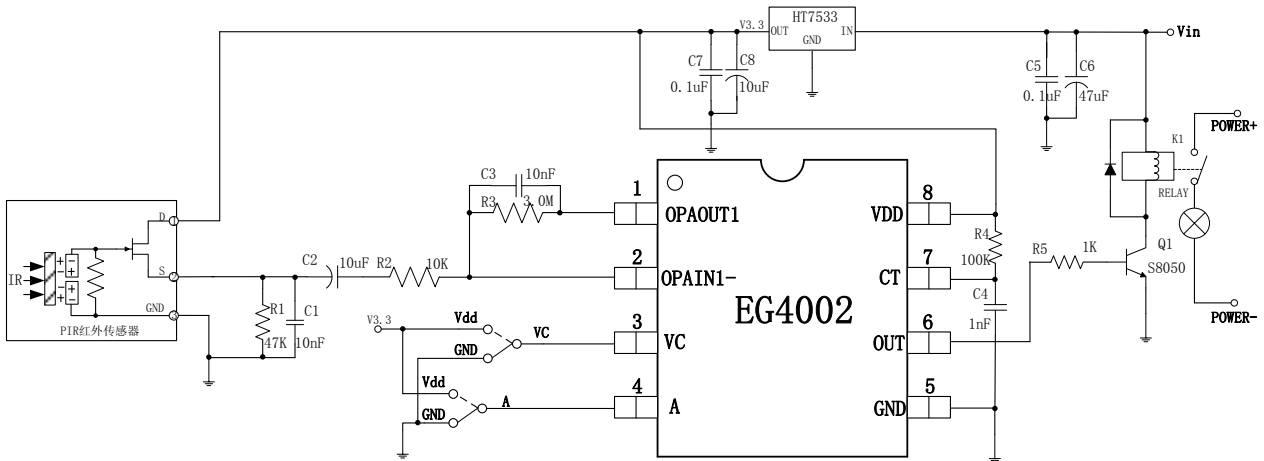 HT7533
V3.3
OUT
IN
GND
Vin
C7
0.1uF
C8
10uF
C5
0.1uF
C6
47uF
POWER+
K1
RELAY
POWER-
C3
10nF
R3
3.0M
1
OPAOUT1
2
OPAIN1-
3
VC
4
A
EG4002
8
VDD
7
CT
6
OUT
5
GND
R4
100K
C4
1nF
R5
1K
Q1
S8050
D
S
GND
1
2
3
IR
PIR红外传感器
R1
47K
C1
10nF
C2
10uF
R2
10K
V3.3
Vdd
GND
VC
Vdd
GND
A